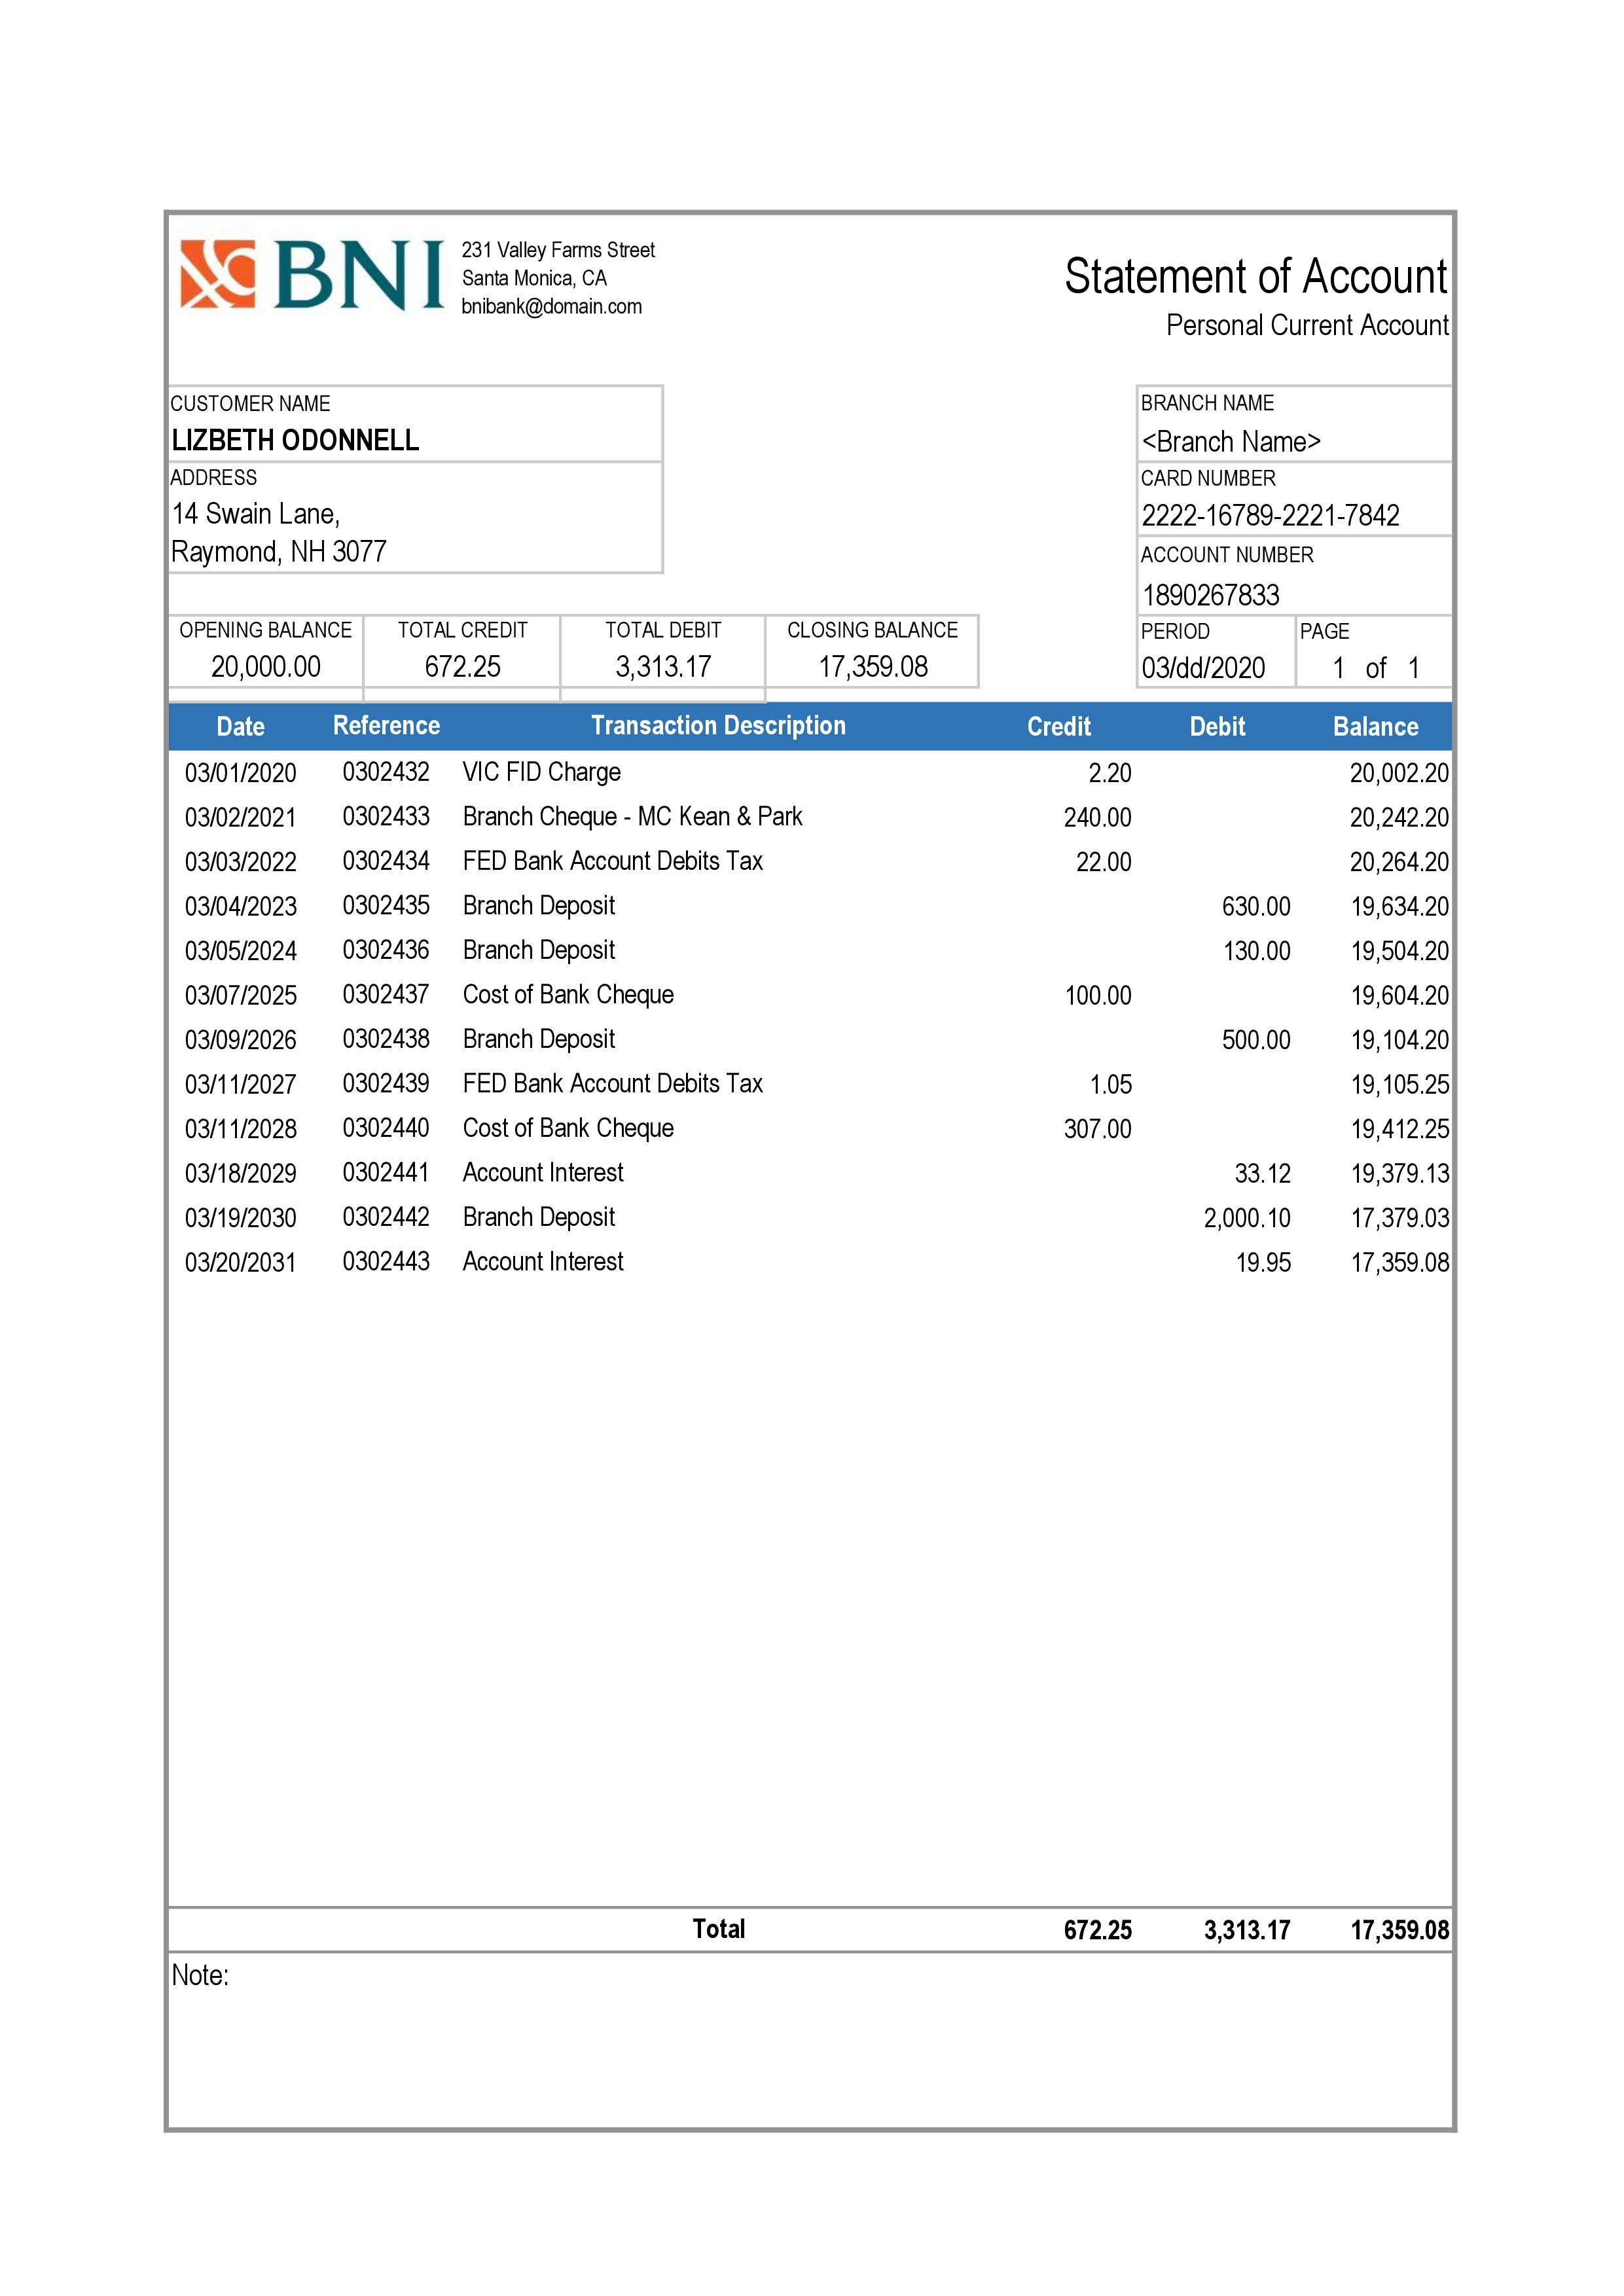 BNI
231 Valley Farms Street
Santa Monica, CA
bnibank@domain.com
Statement of Account
Personal Current Account
CUSTOMER NAME
LIZBETH ODONNELL
ADDRESS
14 Swain Lane,
Raymond, NH 3077
BRANCH NAME
<Branch Name>
CARD NUMBER
2222-16789-2221-7842
ACCOUNT NUMBER
1890267833
OPENING BALANCE TOTAL CREDIT TOTAL DEBIT CLOSING BALANCE
20,000.00 672.25 3,313.17 17,359.08
PERIOD PAGE
03/dd/2020 1 of 1
Date Reference Transaction Description Credit Debit Balance
03/01/2020 0302432 VIC FID Charge 2.20 20,002.20
03/02/2021 0302433 Branch Cheque - MC Kean & Park 240.00 20,242.20
03/03/2022 0302434 FED Bank Account Debits Tax 22.00 20,264.20
03/04/2023 0302435 Branch Deposit 630.00 19,634.20
03/05/2024 0302436 Branch Deposit 130.00 19,504.20
03/07/2025 0302437 Cost of Bank Cheque 100.00 19,604.20
03/09/2026 0302438 Branch Deposit 500.00 19,104.20
03/11/2027 0302439 FED Bank Account Debits Tax 1.05 19,105.25
03/11/2028 0302440 Cost of Bank Cheque 307.00 19,412.25
03/18/2029 0302441 Account Interest 33.12 19,379.13
03/19/2030 0302442 Branch Deposit 2,000.10 17,379.03
03/20/2031 0302443 Account Interest 19.95 17,359.08
Total 672.25 3,313.17 17,359.08
Note: